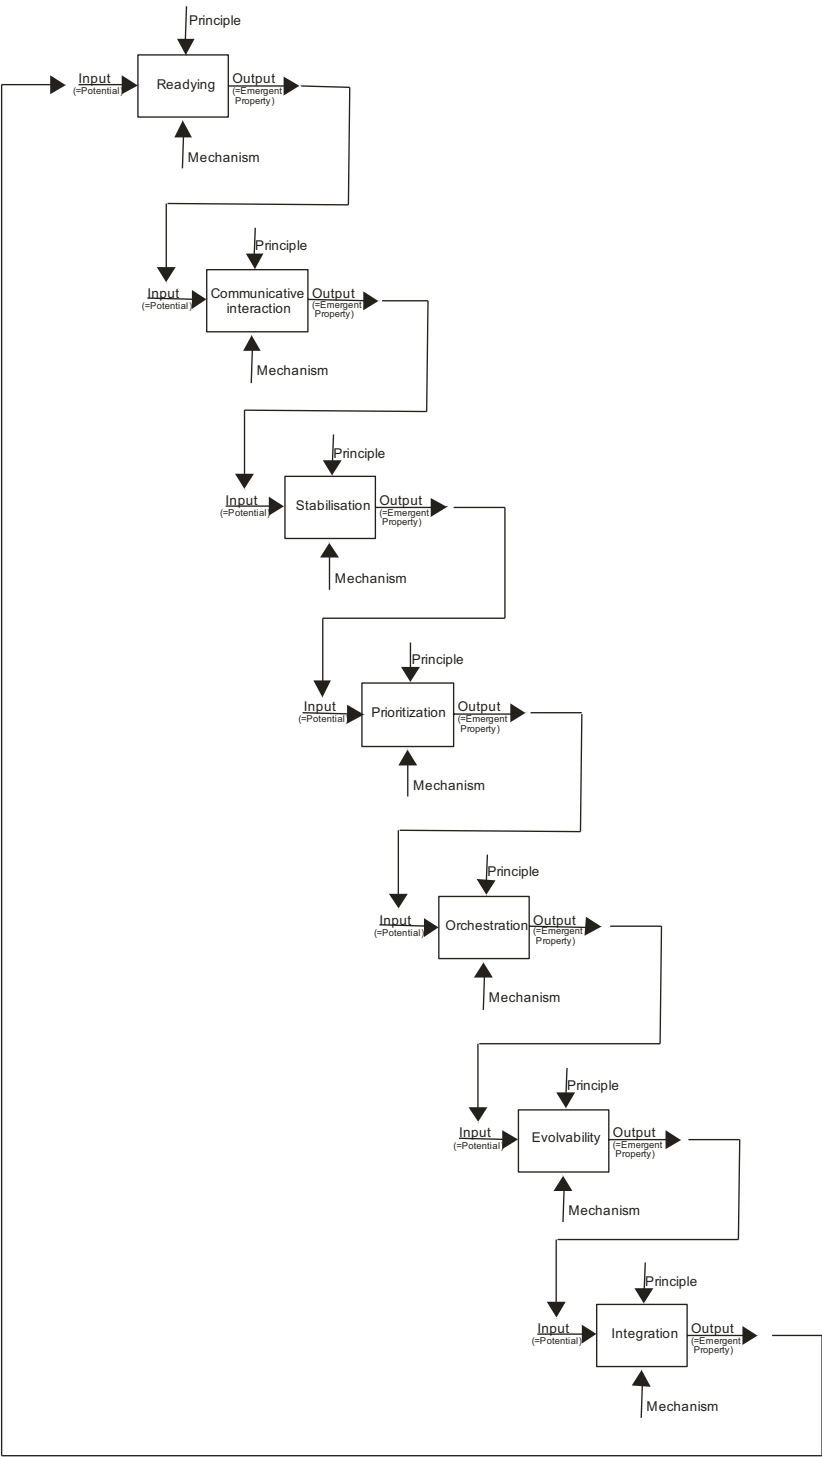 Principle
Input
(=Potential)
Readying
Output
(=Emergent
Property)
Mechanism
Principle
Input
(=Potential)
Communicative
interaction
Output
(=Emergent
Property)
Mechanism
Principle
Input
(=Potential)
Stabilisation
Output
(=Emergent
Property)
Mechanism
Principle
Input
(=Potential)
Prioritization
Output
(=Emergent
Property)
Mechanism
Principle
Input
(=Potential)
Orchestration
Output
(=Emergent
Property)
Mechanism
Principle
Input
(=Potential)
Evolvability
Output
(=Emergent
Property)
Mechanism
Principle
Input
(=Potential)
Integration
Output
(=Emergent
Property)
Mechanism